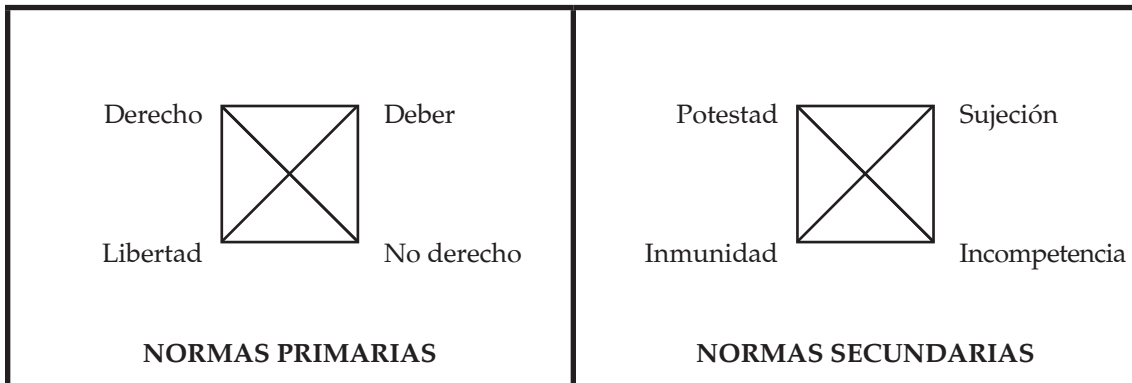 Derecho Deber
Libertad No derecho
NORMAS PRIMARIAS
Potestad Sujeción
Inmunidad Incompetencia
NORMAS SECUNDARIAS